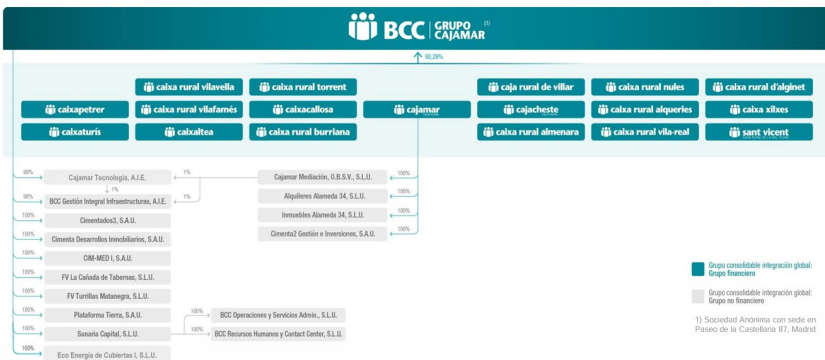 BCC GRUPO CAJAMAR (1)
92,29%
caixa rural vilavella
caixa rural torrent
caja rural de villar
caixa rural nules
caixa rural d'alginet
caixapetrer
caixa rural vilafamés
caixacallosa
cajamar
cajacheste
caixa rural alqueries
caixa xilxes
caixaturís
caixaltea
caixa rural burriana
caixa rural almenara
caixa rural vila-real
sant vicent
99%
Cajamar Tecnología, A.I.E.
1%
Cajamar Mediación, O.B.S.V., S.L.U.
100%
1%
98%
BCC Gestión Integral Infraestructuras, A.I.E.
1%
Alquileres Alameda 34, S.L.U.
100%
100%
Cimentados3, S.A.U.
Inmuebles Alameda 34, S.L.U.
100%
100%
Cimenta Desarrollos Inmobiliarios, S.A.U.
Cimenta2 Gestión e Inversiones, S.A.U.
100%
100%
CIM-MED I, S.A.U.
100%
FV La Cañada de Tabernas, S.L.U.
100%
FV Turrillas Matanegra, S.L.U.
100%
Plataforma Tierra, S.A.U.
100%
BCC Operaciones y Servicios Admin., S.L.U.
100%
Sunaria Capital, S.L.U.
100%
BCC Recursos Humanos y Contact Center, S.L.U.
100%
Eco Energía de Cubiertas I, S.L.U.
Grupo consolidable integración global:
Grupo financiero
Grupo consolidable integración global:
Grupo no financiero
1) Sociedad Anónima con sede en
Paseo de la Castellana 87, Madrid